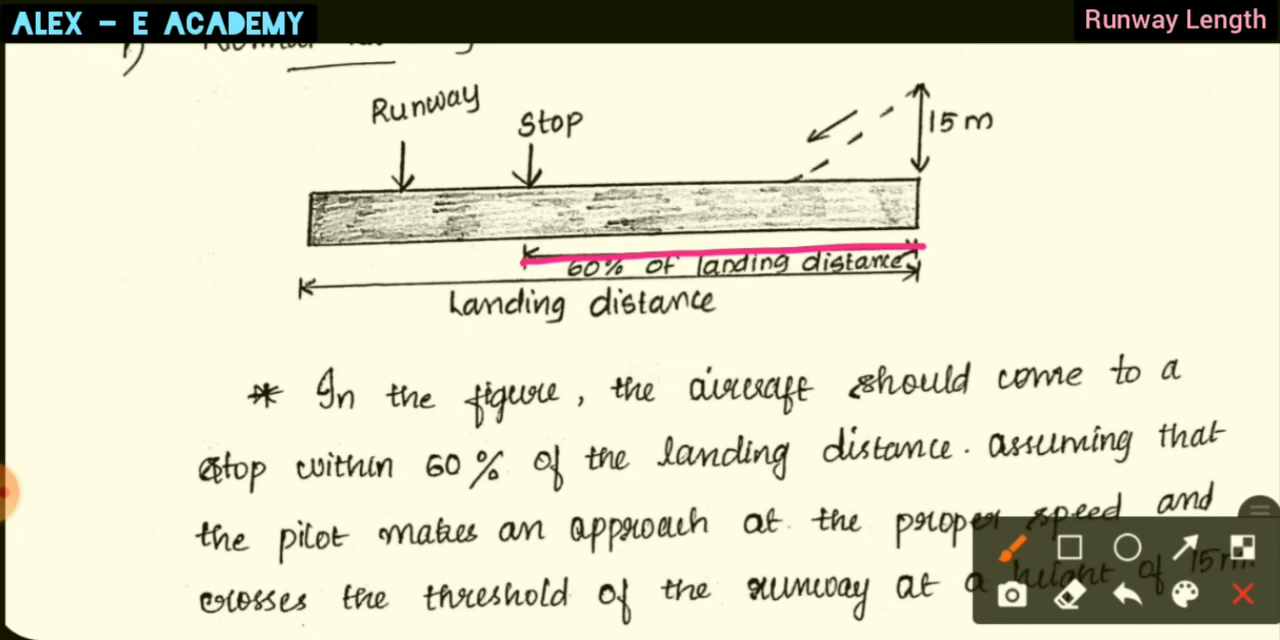 ALEX - E ACADEMY
Runway Length
1) Normal
Runway
Stop
15 m
60% of landing distance
Landing distance
* In the figure, the aircraft should come to a
stop within 60% of the landing distance. assuming that
the pilot makes an approach at the proper speed and
crosses the threshold of the runway at a height of 15m